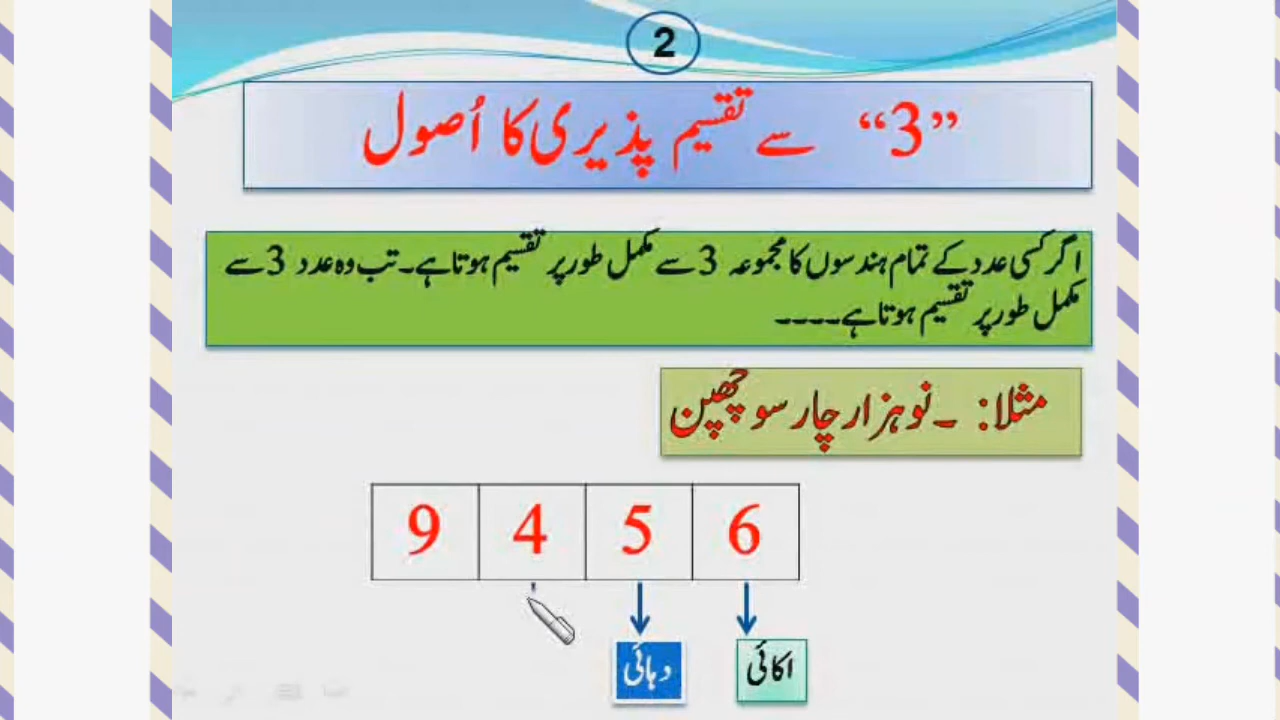 2
”3“ سے تقسیم پذیری کا اُصول
اگر کسی عدد کے تمام ہندسوں کا مجموعہ 3 سے مکمل طور پر تقسیم ہوتا ہے۔ تب وہ عدد 3 سے
مکمل طور پر تقسیم ہوتا ہے۔۔۔۔
مثلا: ۔ نو ہزار چار سو چھپن
9 4 5 6
دہائی اکائی